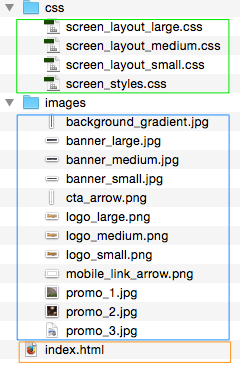 css
screen_layout_large.css
screen_layout_medium.css
screen_layout_small.css
screen_styles.css
images
background_gradient.jpg
banner_large.jpg
banner_medium.jpg
banner_small.jpg
cta_arrow.png
logo_large.png
logo_medium.png
logo_small.png
mobile_link_arrow.png
promo_1.jpg
promo_2.jpg
promo_3.jpg
index.html